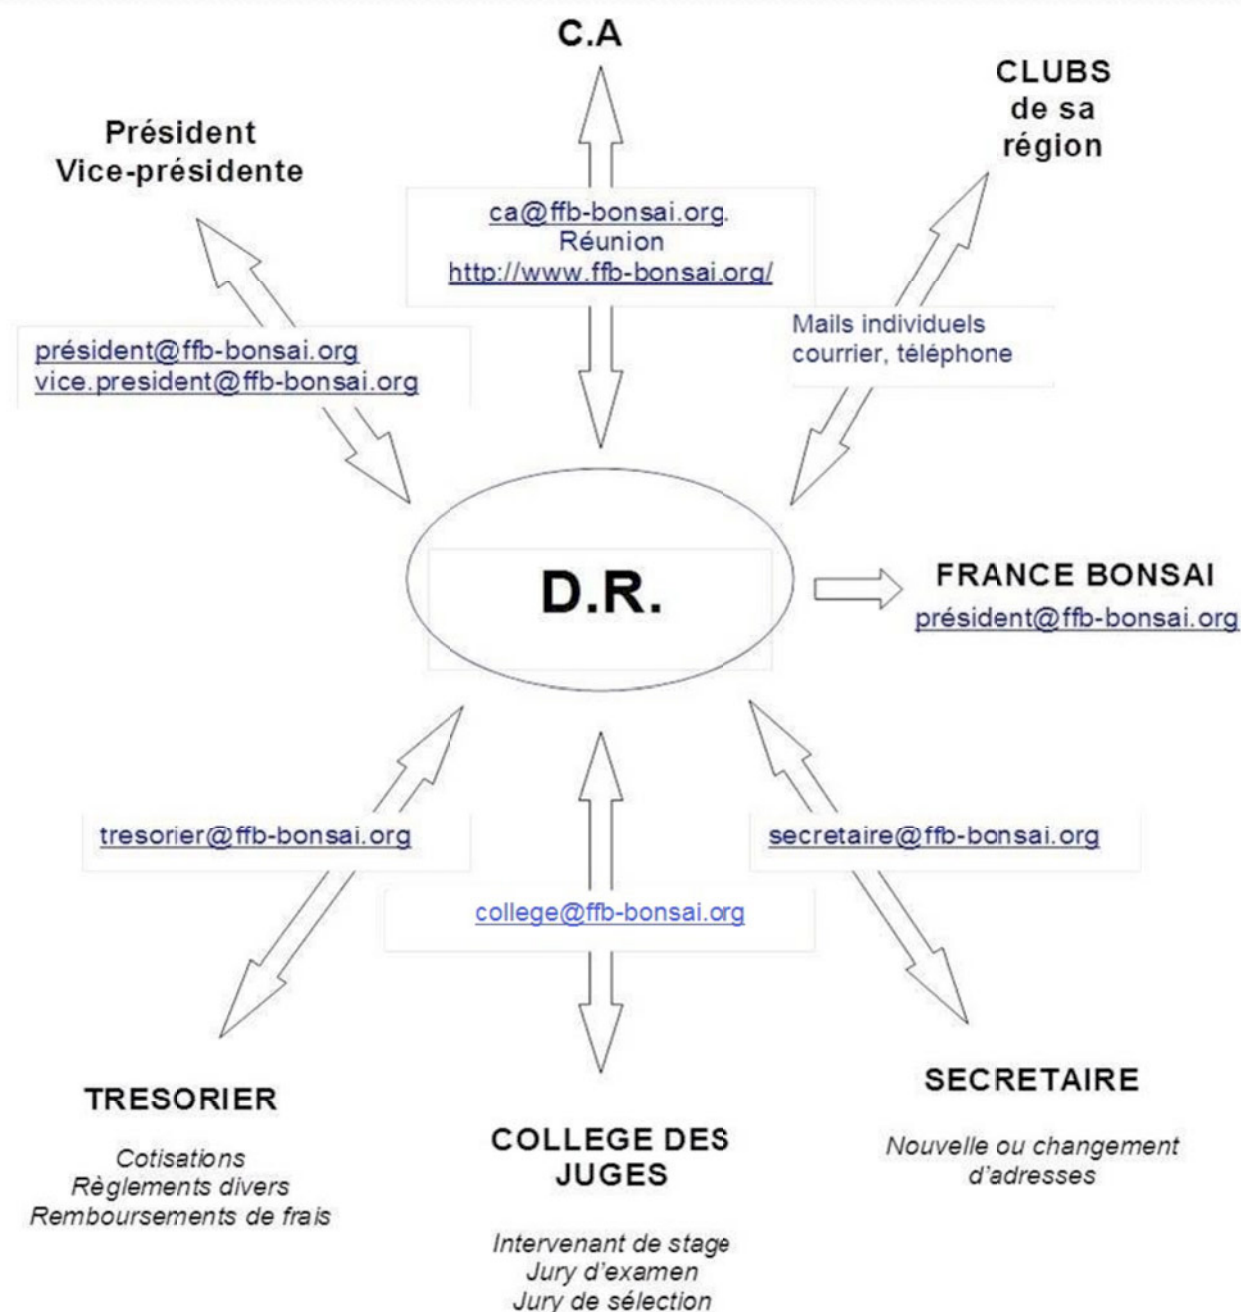 C.A
CLUBS
de sa
région
Président
Vice-présidente
ca@ffb-bonsai.org.
Réunion
http://www.ffb-bonsai.org/
Mails individuels
courrier, téléphone
président@ffb-bonsai.org
vice.president@ffb-bonsai.org
D.R.
FRANCE BONSAI
président@ffb-bonsai.org
tresorier@ffb-bonsai.org
secretaire@ffb-bonsai.org
college@ffb-bonsai.org
TRESORIER
Cotisations
Règlements divers
Remboursements de frais
COLLEGE DES
JUGES
Intervenant de stage
Jury d'examen
Jury de sélection
SECRETAIRE
Nouvelle ou changement
d'adresses